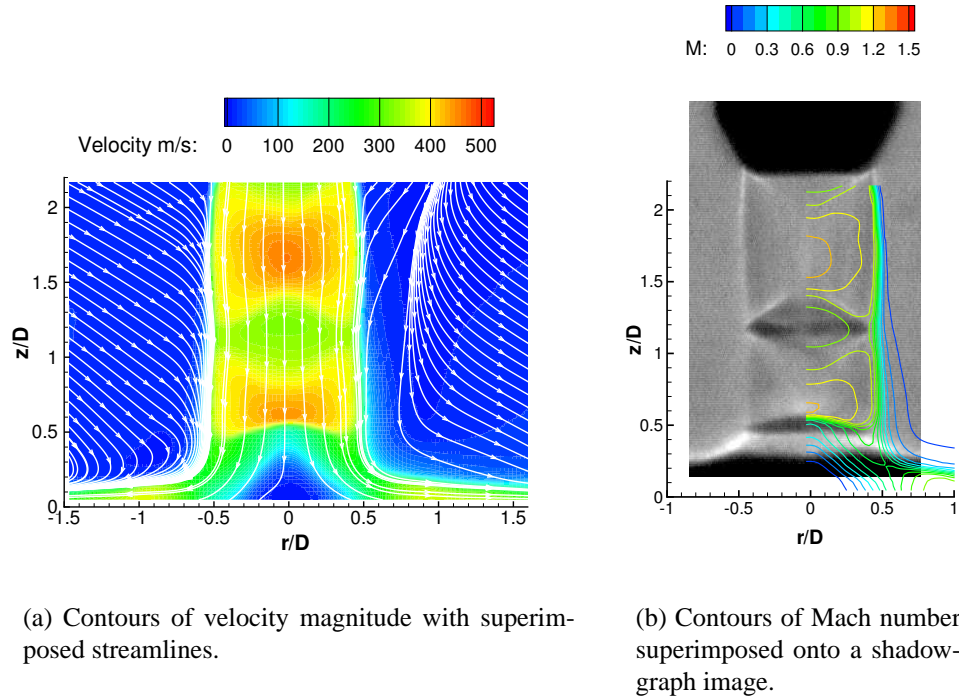 M: 0 0.3 0.6 0.9 1.2 1.5
Velocity m/s: 0 100 200 300 400 500
z/D
2
1.5
1
0.5
0
-1.5 -1 -0.5 0 0.5 1 1.5
r/D
z/D
2
1.5
1
0.5
0
-1 -0.5 0 0.5 1
r/D
(a) Contours of velocity magnitude with superim-
posed streamlines.
(b) Contours of Mach number
superimposed onto a shadow-
graph image.